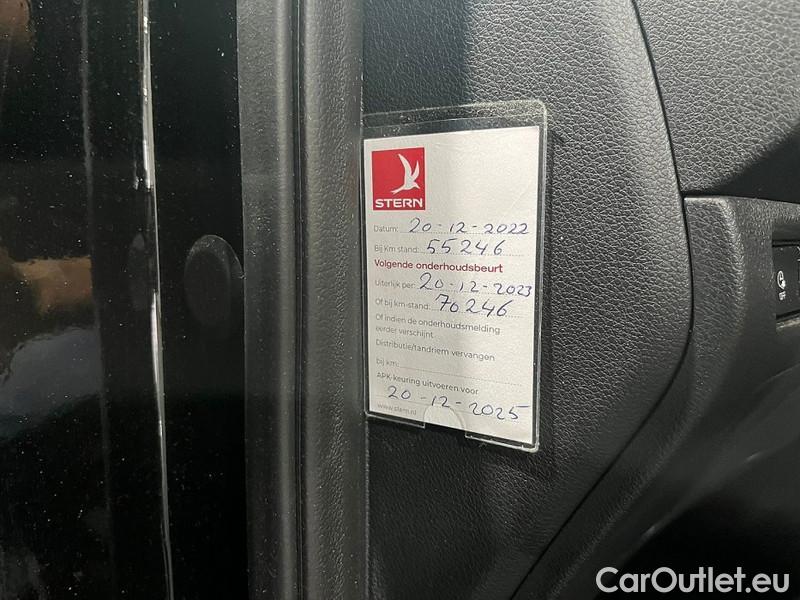 STERN
Datum: 20-12-2022
Bij Km stand: 55246
Volgende onderhoudsbeurt
Uiterlijk per: 20-12-2023
Of bij km-stand: 70246
Of indien de onderhoudsmelding
eerder verschijnt.
Distributie/tandriem vervangen
bij km:
APK-keuring uitvoeren voor
20-12-2025
www.stern.nl
OFF
CarOutlet.eu